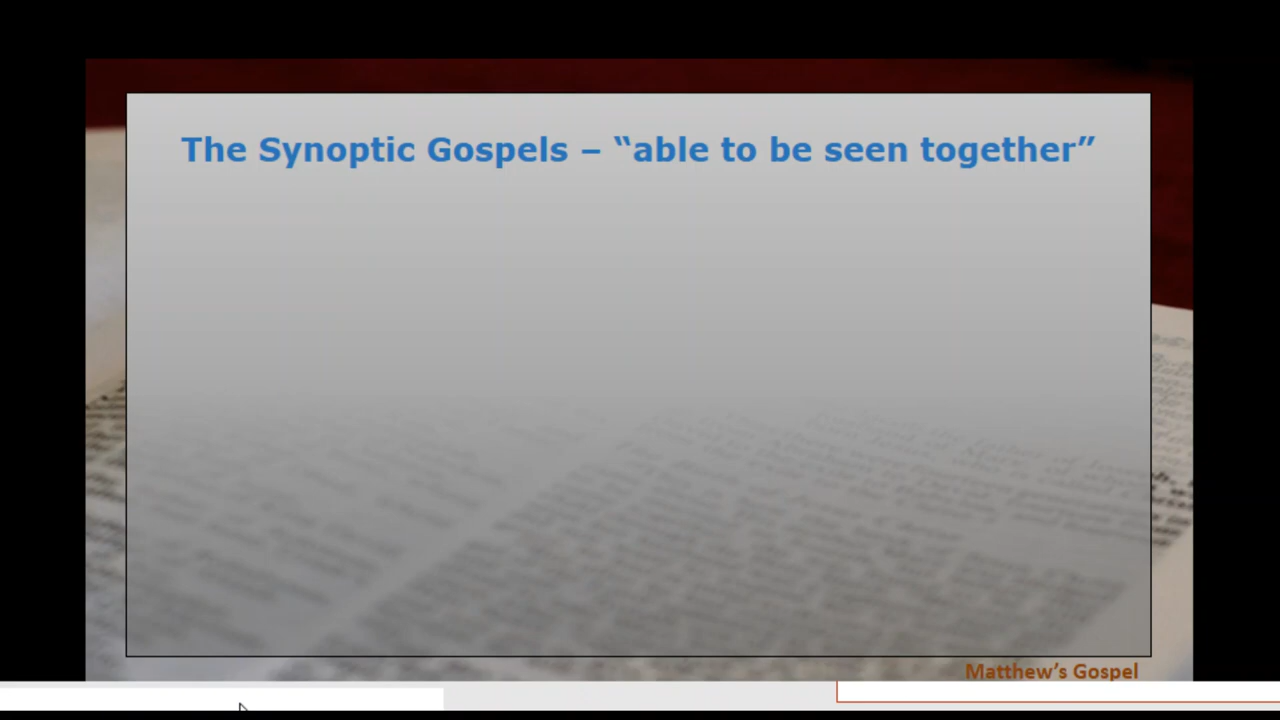 The Synoptic Gospels – “able to be seen together”
Matthew’s Gospel